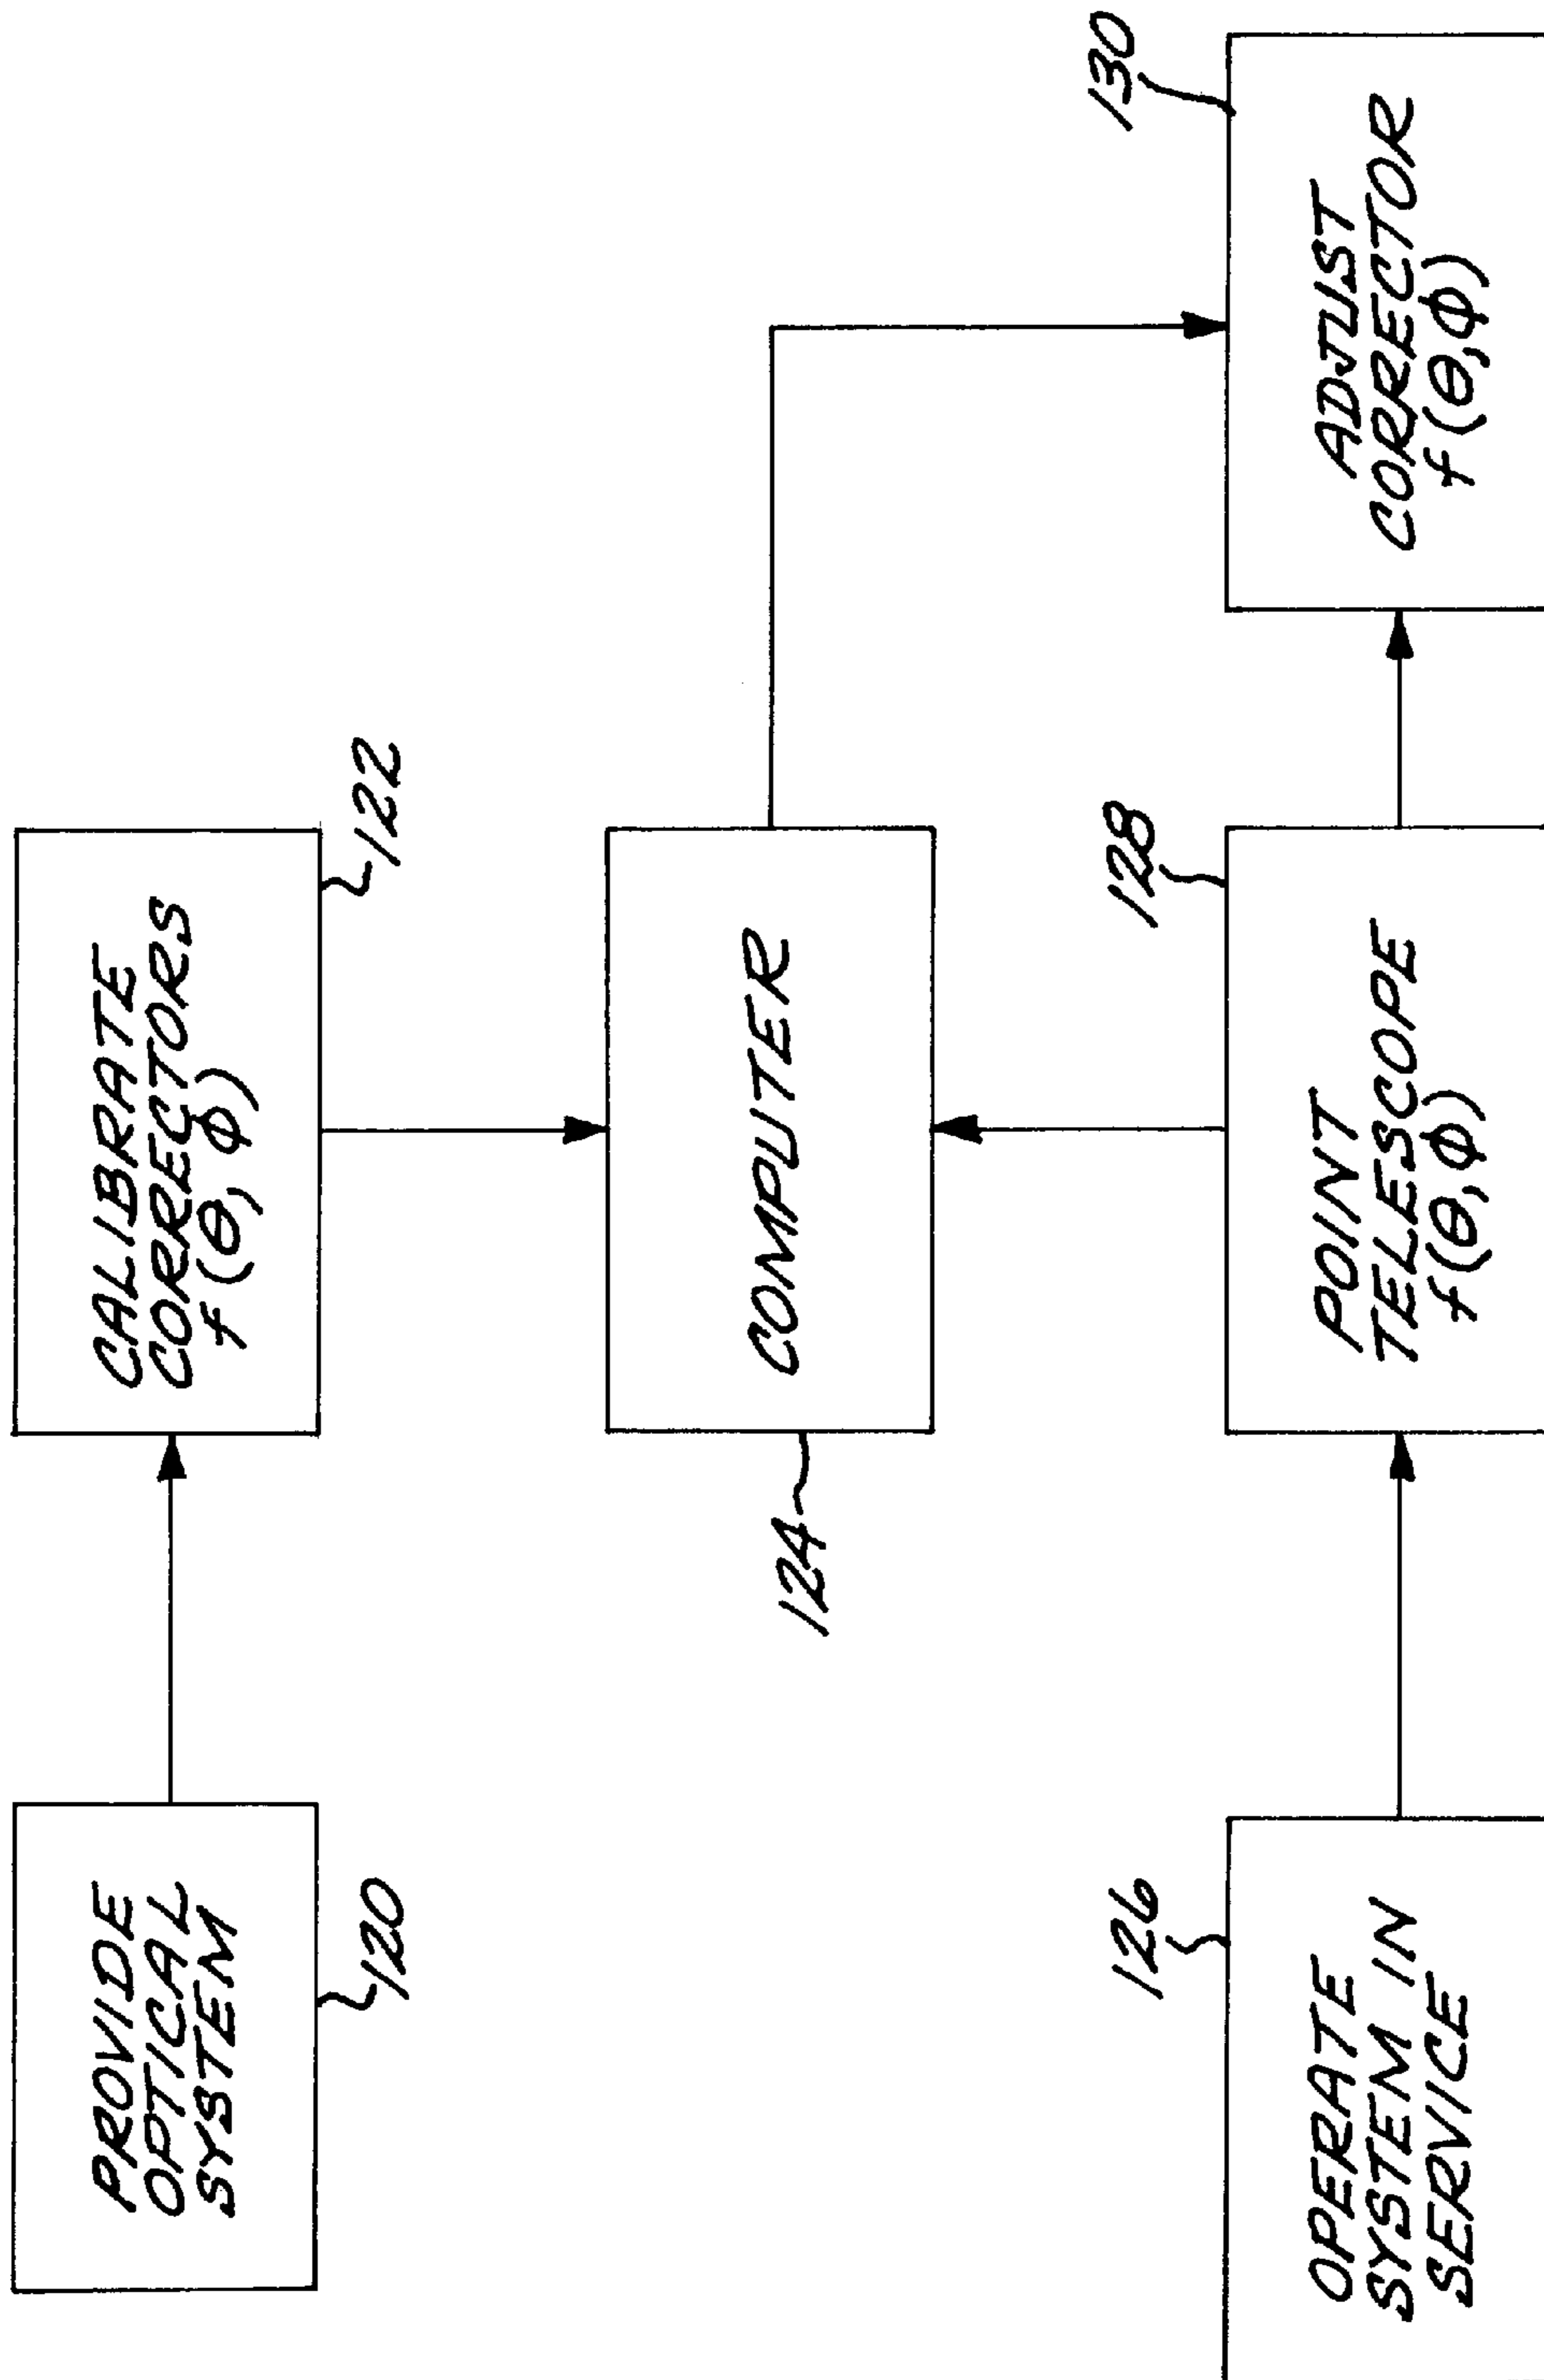 PROVIDE
OPTICAL
SYSTEM
120
CALIBRATE
CORRECTORS
f(θ, φ)
122
COMPUTER
124
OPERATE
SYSTEM IN
SERVICE
126
POINT
TELESCOPE
f(θ,φ)
128
ADJUST
CORRECTOR
f(θ,φ)
130